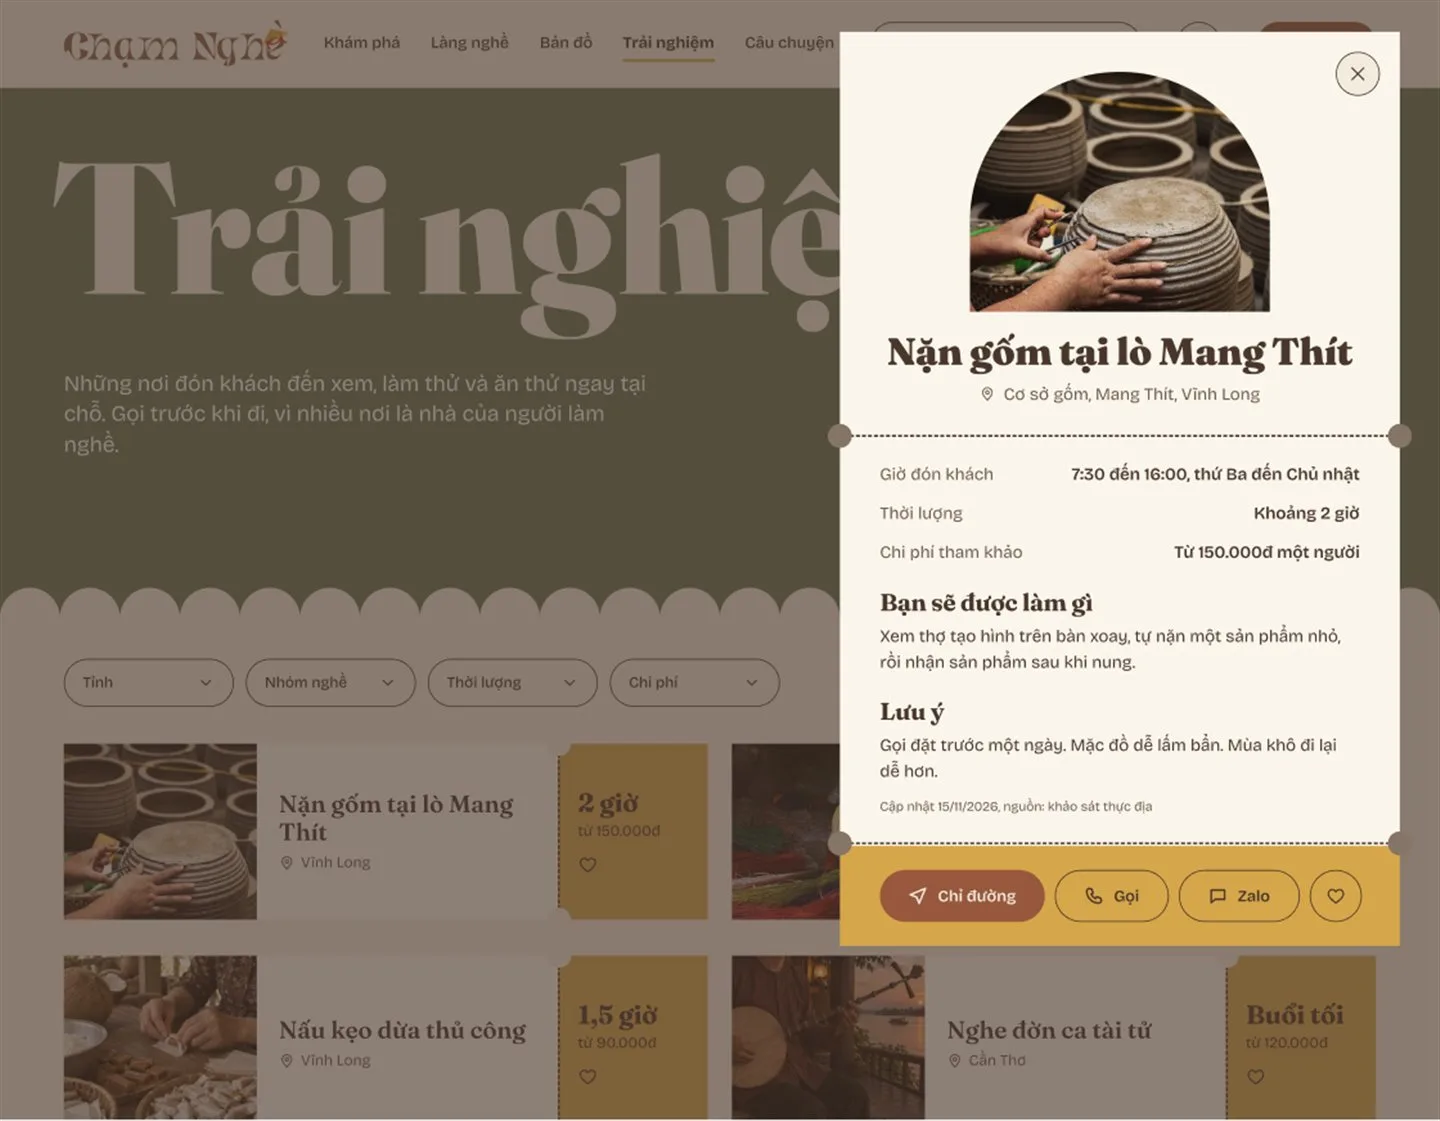 Chạm Nghề
Khám phá
Làng nghề
Bản đồ
Trải nghiệm
Câu chuyện
Trải nghiệ
Những nơi đón khách đến xem, làm thử và ăn thử ngay tại
chỗ. Gọi trước khi đi, vì nhiều nơi là nhà của người làm
nghề.
Tỉnh
Nhóm nghề
Thời lượng
Chi phí
Nặn gốm tại lò Mang
Thít
Vĩnh Long
2 giờ
từ 150.000đ
Nấu kẹo dừa thủ công
Vĩnh Long
1,5 giờ
từ 90.000đ
Nghe đờn ca tài tử
Cần Thơ
Buổi tối
từ 120.000đ
Nặn gốm tại lò Mang Thít
Cơ sở gốm, Mang Thít, Vĩnh Long
Giờ đón khách
7:30 đến 16:00, thứ Ba đến Chủ nhật
Thời lượng
Khoảng 2 giờ
Chi phí tham khảo
Từ 150.000đ một người
Bạn sẽ được làm gì
Xem thợ tạo hình trên bàn xoay, tự nặn một sản phẩm nhỏ,
rồi nhận sản phẩm sau khi nung.
Lưu ý
Gọi đặt trước một ngày. Mặc đồ dễ lấm bẩn. Mùa khô đi lại
dễ hơn.
Cập nhật 15/11/2026, nguồn: khảo sát thực địa
Chỉ đường
Gọi
Zalo